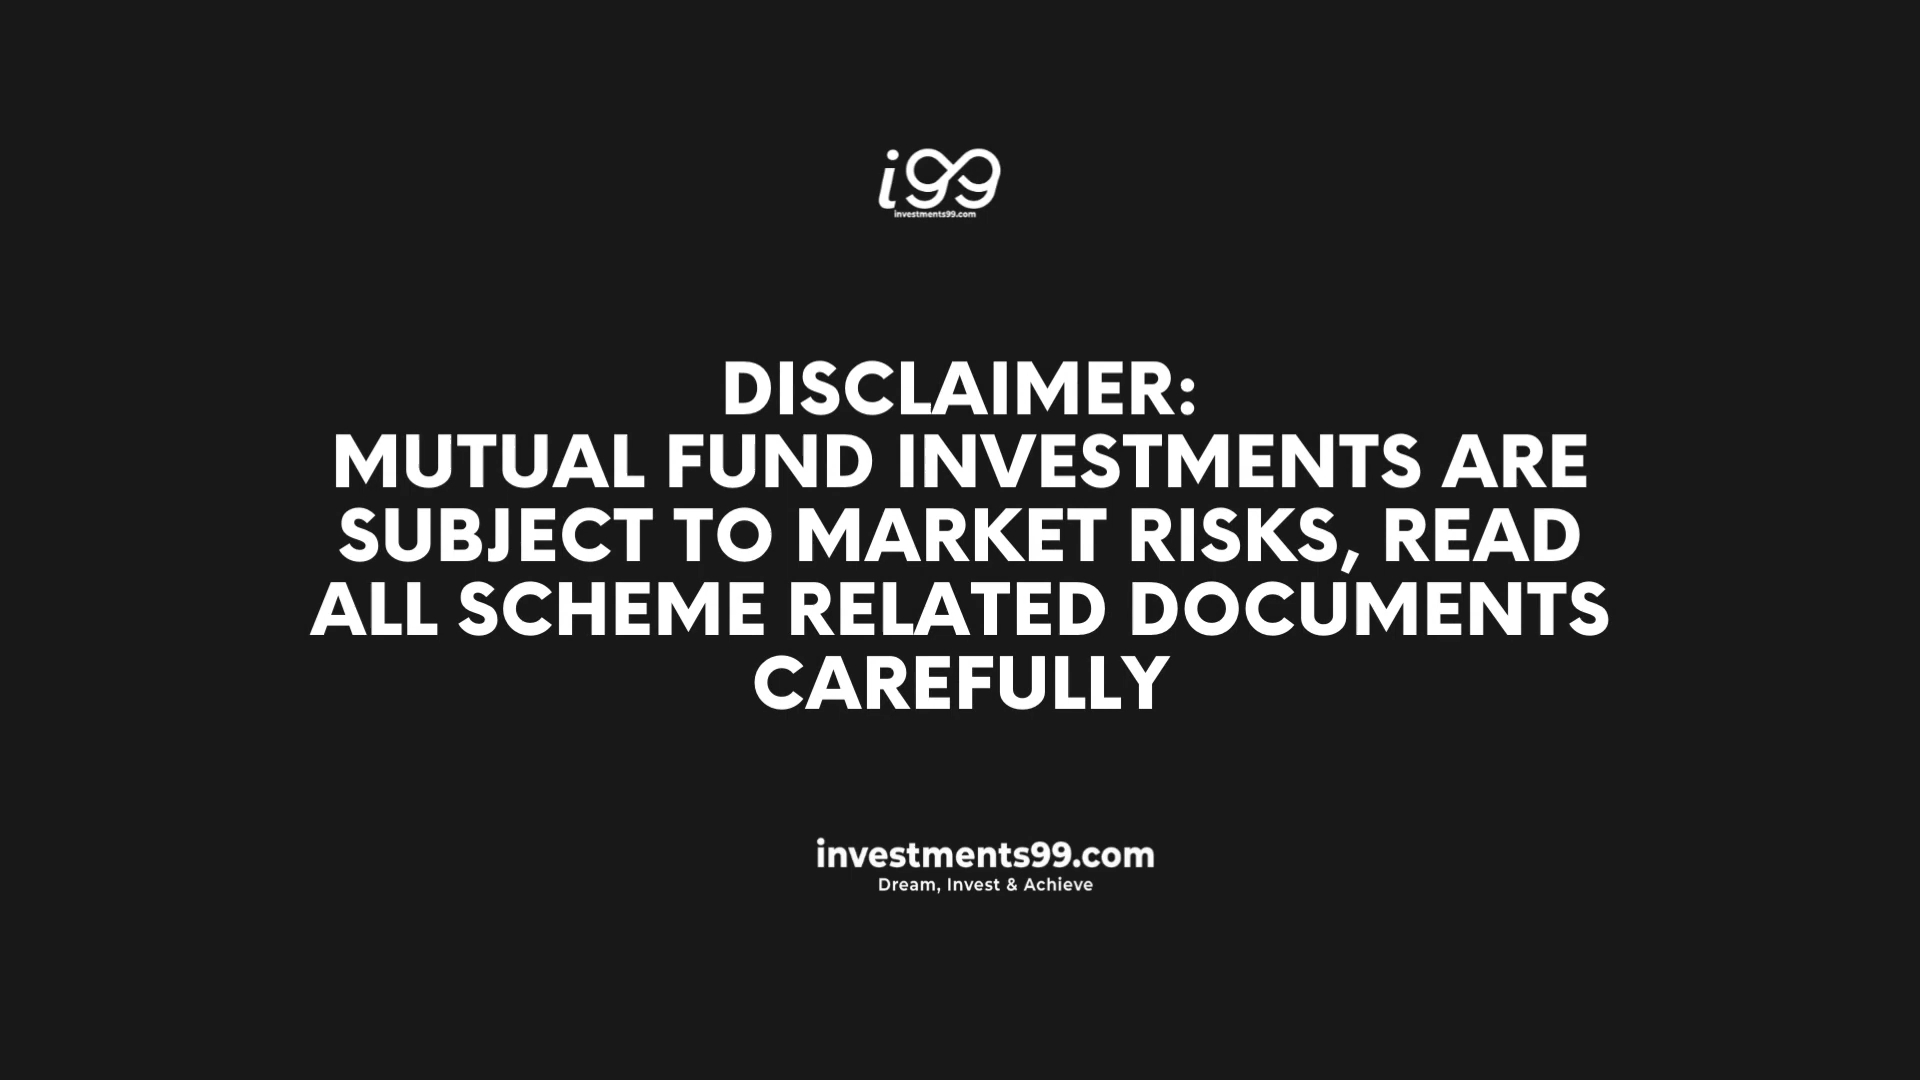 i99
investments99.com
DISCLAIMER:
MUTUAL FUND INVESTMENTS ARE
SUBJECT TO MARKET RISKS, READ
ALL SCHEME RELATED DOCUMENTS
CAREFULLY
investments99.com
Dream, Invest & Achieve